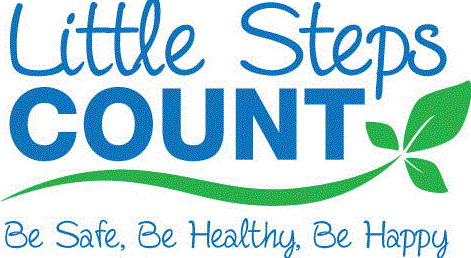 Little Steps
COUNT
Be Safe, Be Healthy, Be Happy